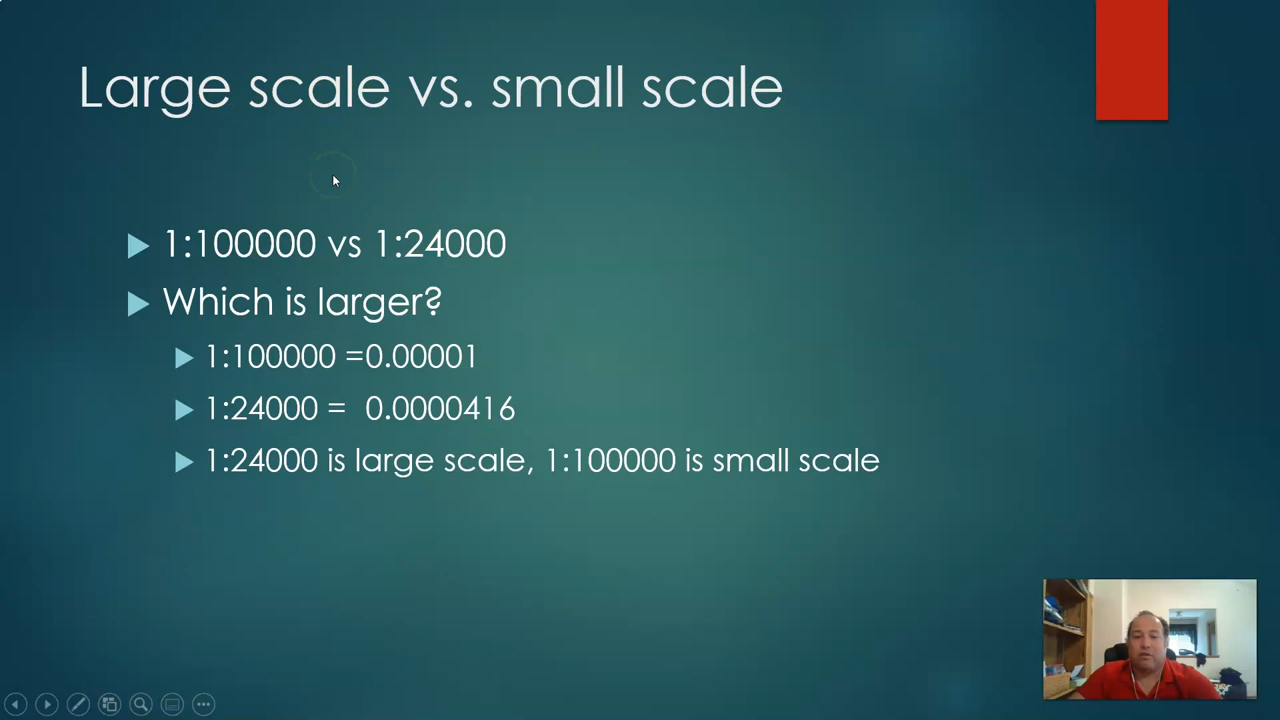 Large scale vs. small scale
1:100000 vs 1:24000
Which is larger?
1:100000 =0.00001
1:24000 = 0.0000416
1:24000 is large scale, 1:100000 is small scale